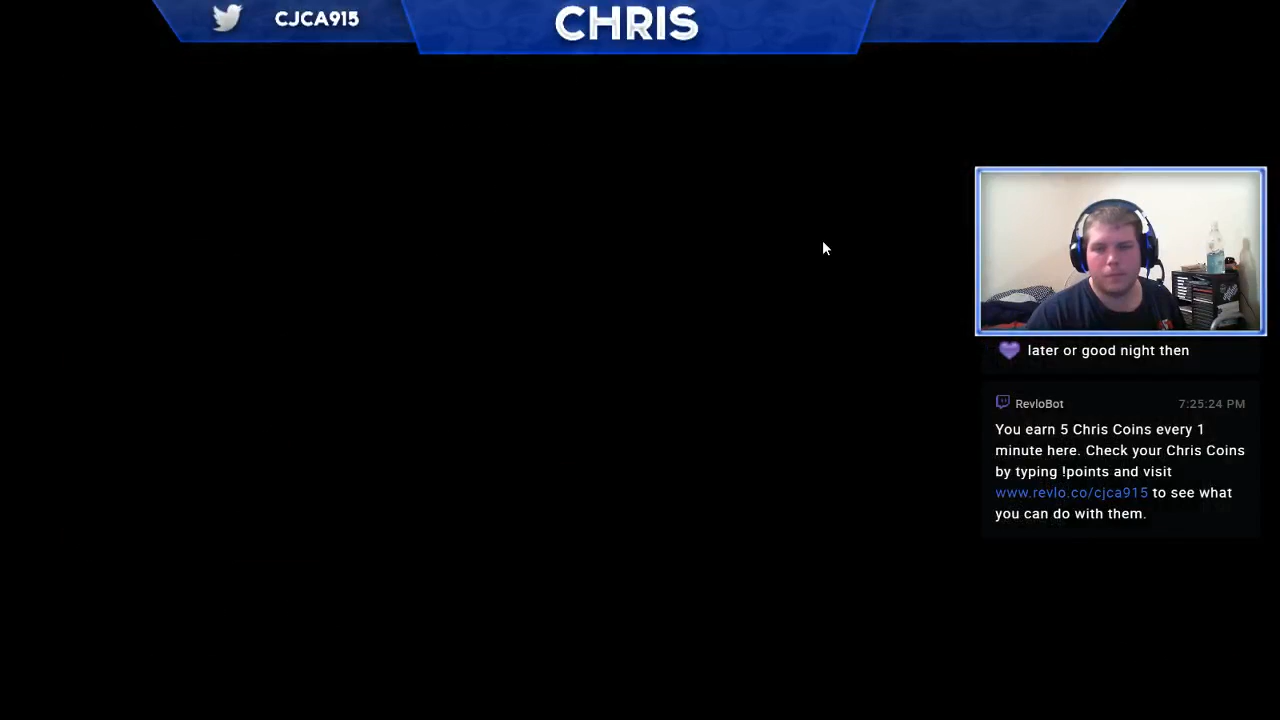 CJCA915
CHRIS
later or good night then
RevloBot
7:25:24 PM
You earn 5 Chris Coins every 1
minute here. Check your Chris Coins
by typing !points and visit
www.revlo.co/cjca915 to see what
you can do with them.